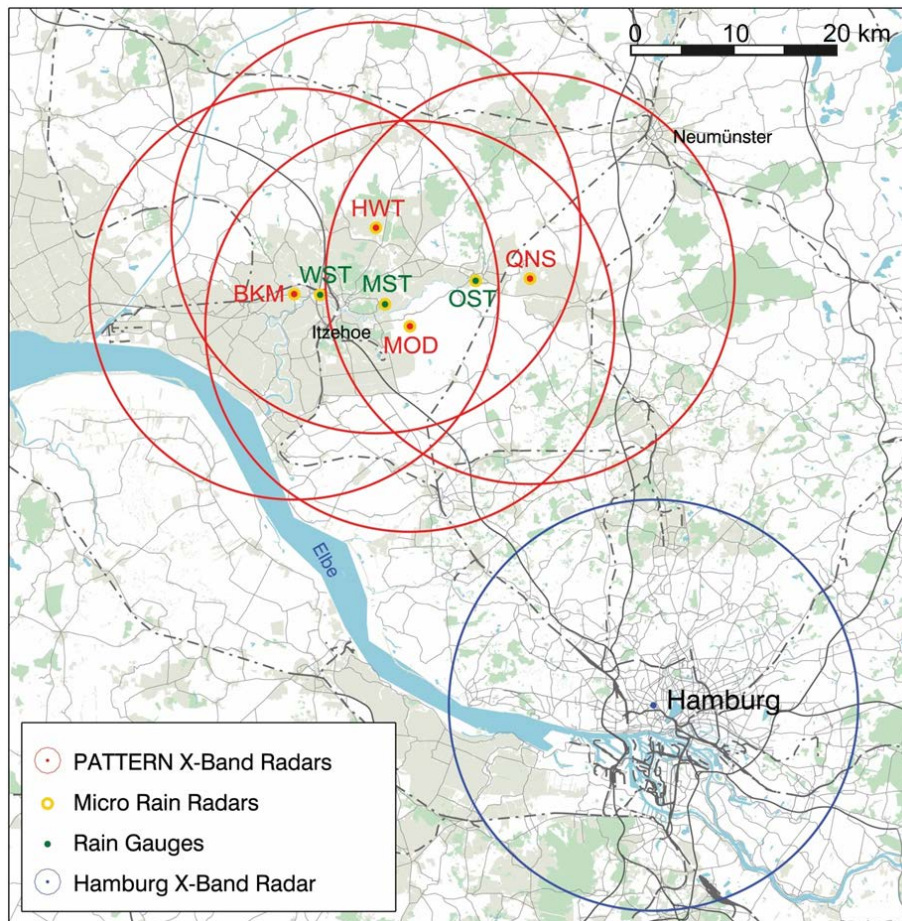 0 10 20 km
Neumünster
HWT
QNS
WST
BKM
MST
OST
Itzehoe
MOD
Elbe
Hamburg
PATTERN X-Band Radars
Micro Rain Radars
Rain Gauges
Hamburg X-Band Radar